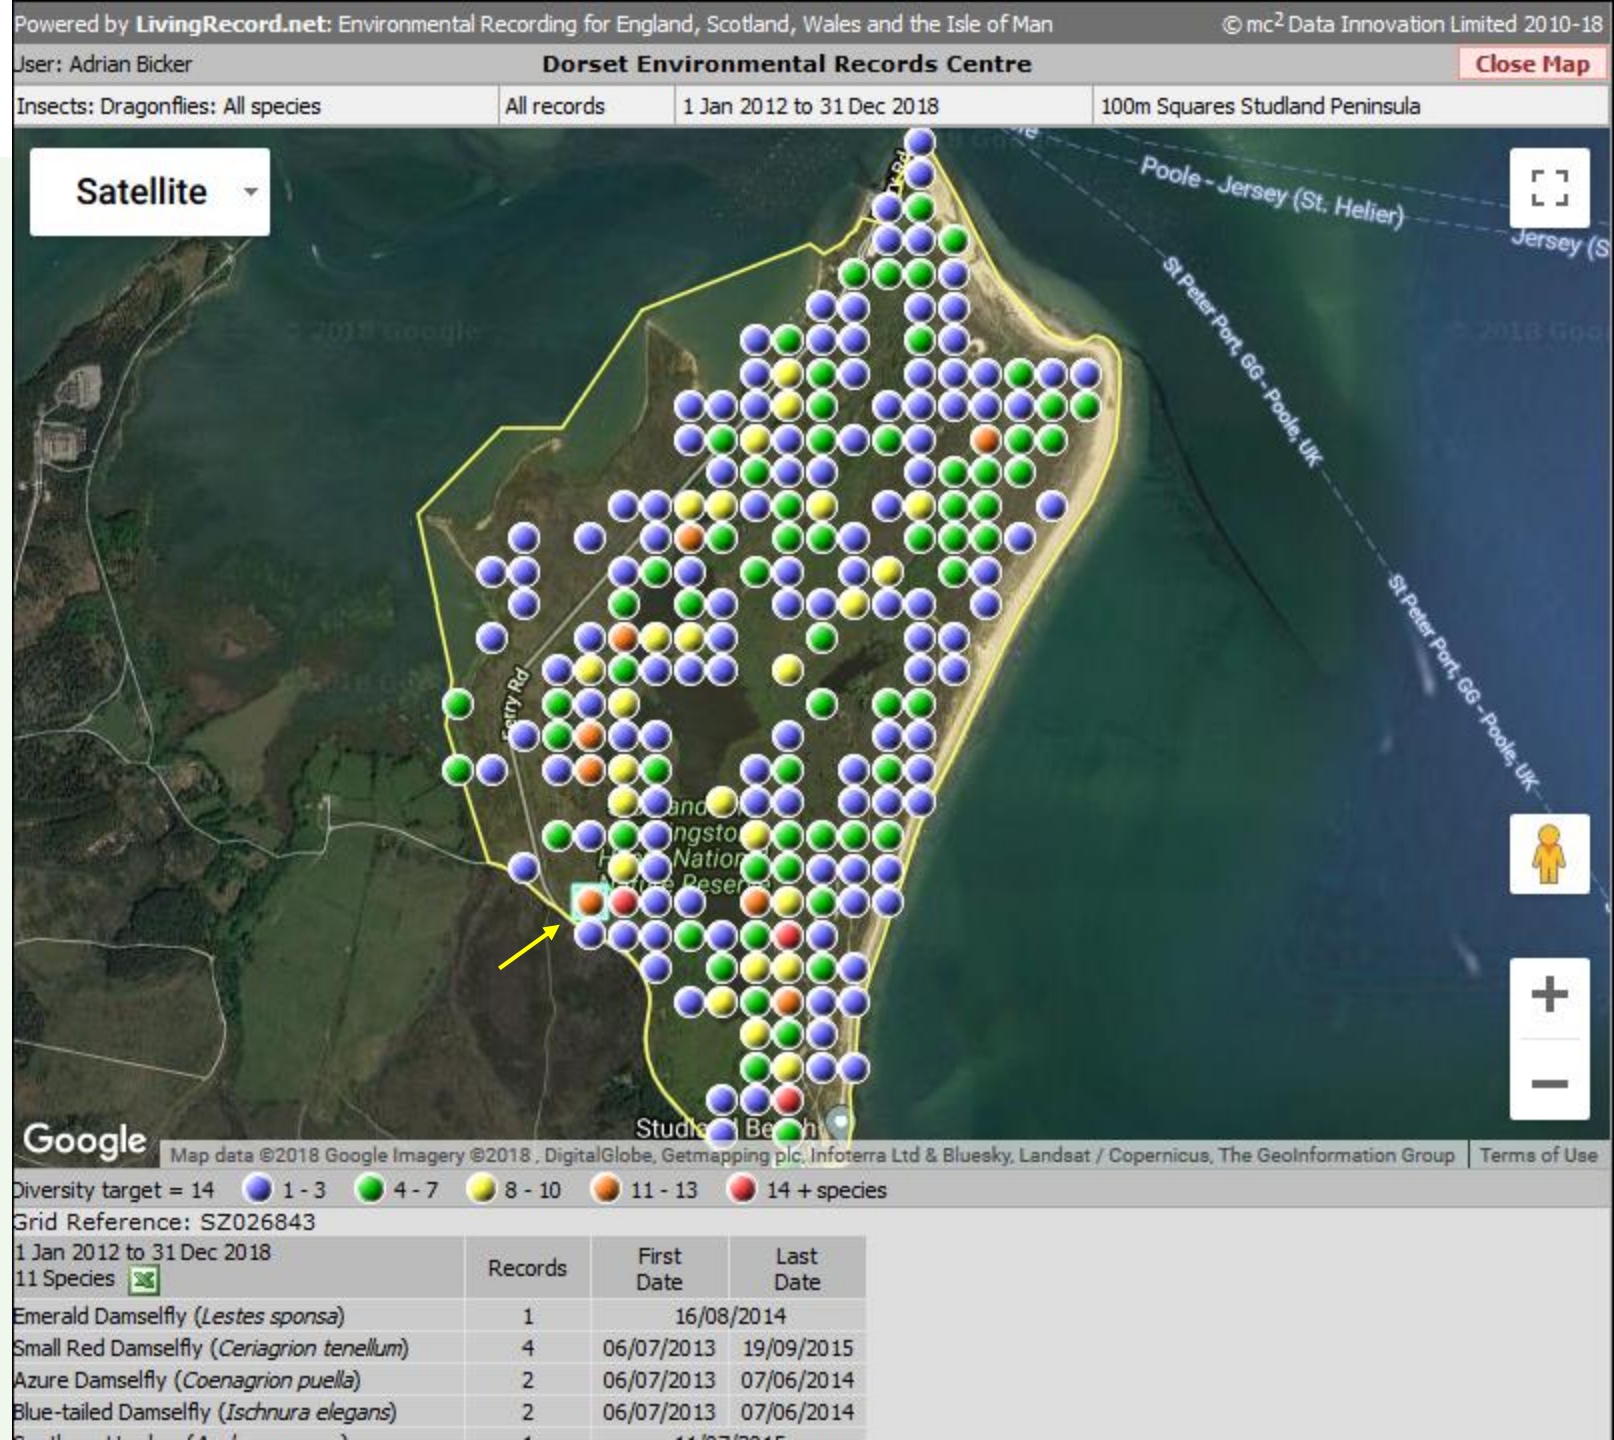 Powered by LivingRecord.net: Environmental Recording for England, Scotland, Wales and the Isle of Man © mc2 Data Innovation Limited 2010-18
User: Adrian Bicker Dorset Environmental Records Centre Close Map
Insects: Dragonflies: All species All records 1 Jan 2012 to 31 Dec 2018 100m Squares Studland Peninsula
Satellite
Poole - Jersey (St. Helier)
Jersey (S
St Peter Port, GG - Poole, UK
© 2018 Google
St Peter Port, GG - Poole, UK
Ferry Rd
Nature Reserve
Google
Map data ©2018 Google Imagery ©2018 , DigitalGlobe, Getmapping plc, Infoterra Ltd & Bluesky, Landsat / Copernicus, The GeoInformation Group Terms of Use
Diversity target = 14 1 - 3 4 - 7 8 - 10 11 - 13 14 + species
Grid Reference: SZ026843
1 Jan 2012 to 31 Dec 2018
11 Species Records First Date Last Date
Emerald Damselfly (Lestes sponsa) 1 16/08/2014
Small Red Damselfly (Ceriagrion tenellum) 4 06/07/2013 19/09/2015
Azure Damselfly (Coenagrion puella) 2 06/07/2013 07/06/2014
Blue-tailed Damselfly (Ischnura elegans) 2 06/07/2013 07/06/2014